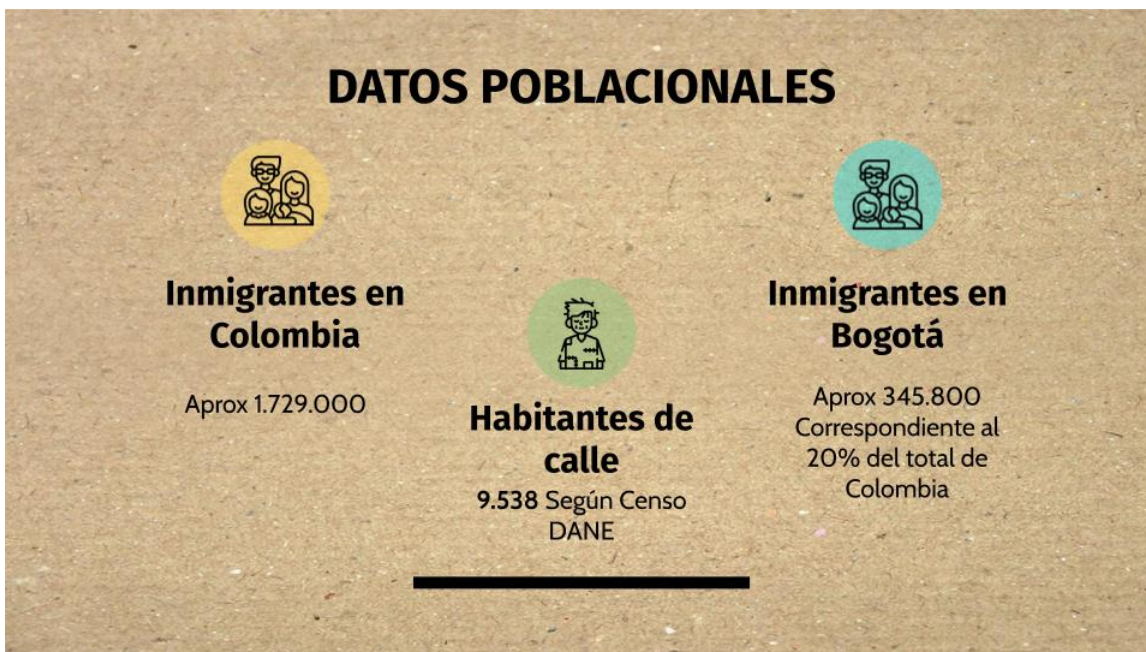 DATOS POBLACIONALES
Inmigrantes en
Colombia
Aprox 1.729.000
Habitantes de
calle
9.538 Según Censo
DANE
Inmigrantes en
Bogotá
Aprox 345.800
Correspondiente al
20% del total de
Colombia